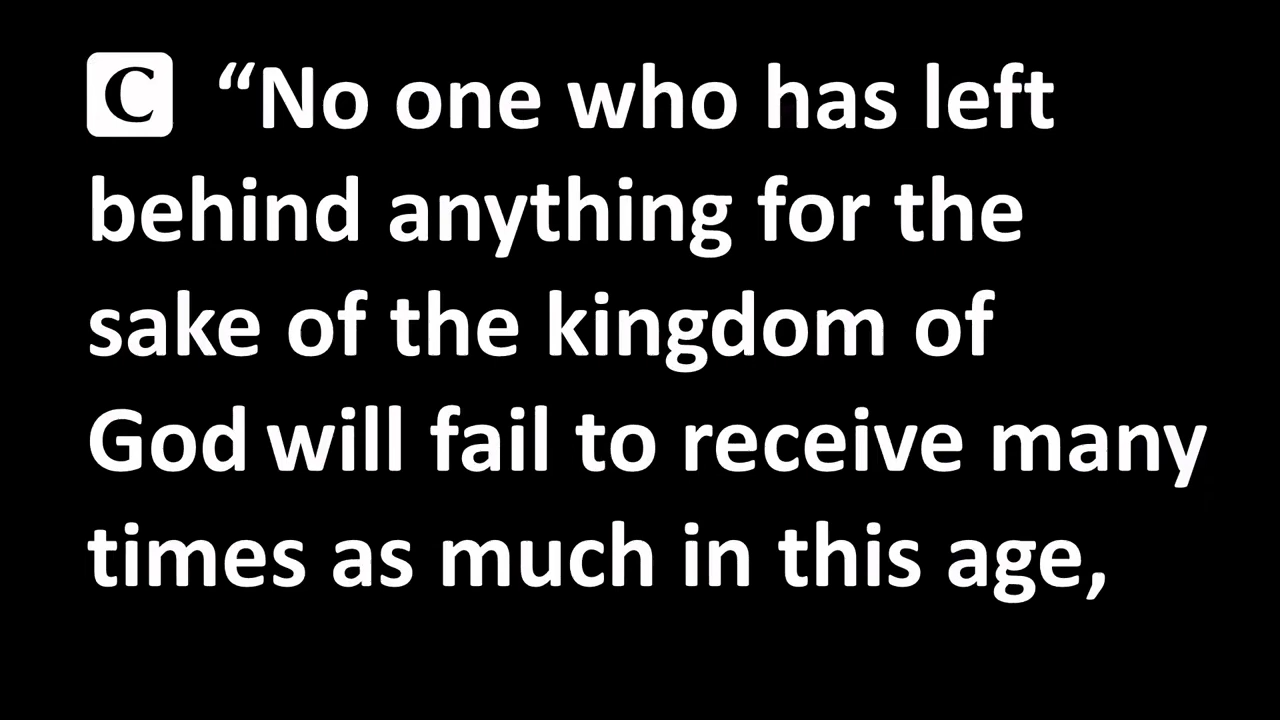 C “No one who has left
behind anything for the
sake of the kingdom of
God will fail to receive many
times as much in this age,